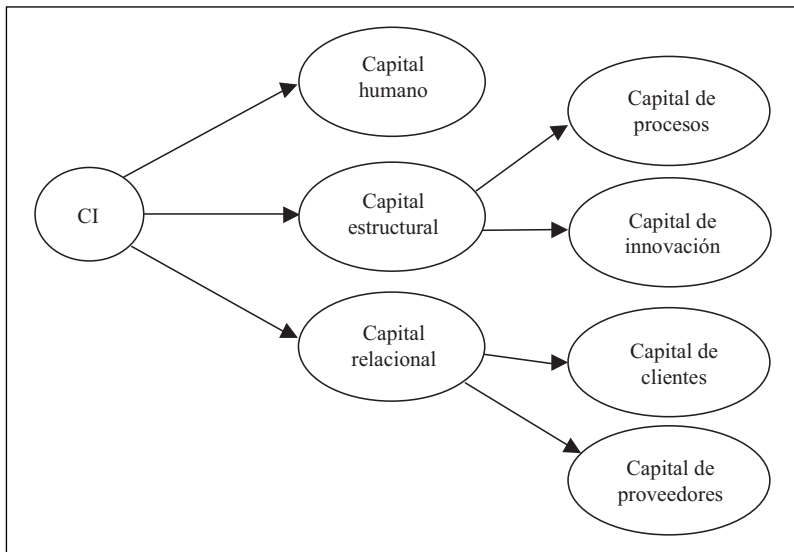 CI
Capital
humano
Capital
estructural
Capital
relacional
Capital de
procesos
Capital de
innovación
Capital de
clientes
Capital de
proveedores